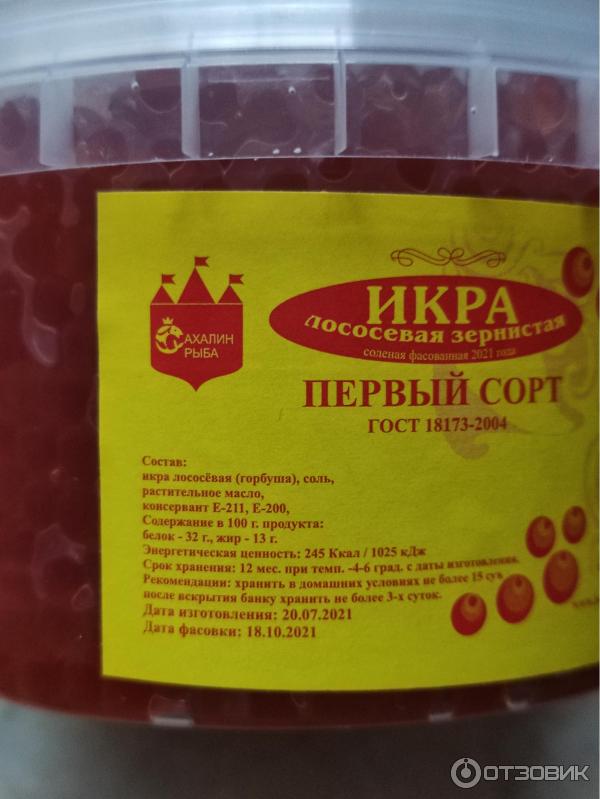 САХАЛИН
РЫБА
ИКРА
лососевая зернистая
соленая фасованная 2021 года
ПЕРВЫЙ СОРТ
ГОСТ 18173-2004
Состав:
икра лососёвая (горбуша), соль,
растительное масло,
консервант Е-211, Е-200,
Содержание в 100 г. продукта:
белок - 32 г., жир - 13 г.
Энергетическая ценность: 245 Ккал / 1025 кДж
Срок хранения: 12 мес. при темп. -4-6 град. с даты изготовления.
Рекомендации: хранить в домашних условиях не более 15 сут
после вскрытия банку хранить не более 3-х суток.
Дата изготовления: 20.07.2021
Дата фасовки: 18.10.2021
ОТЗОВИК